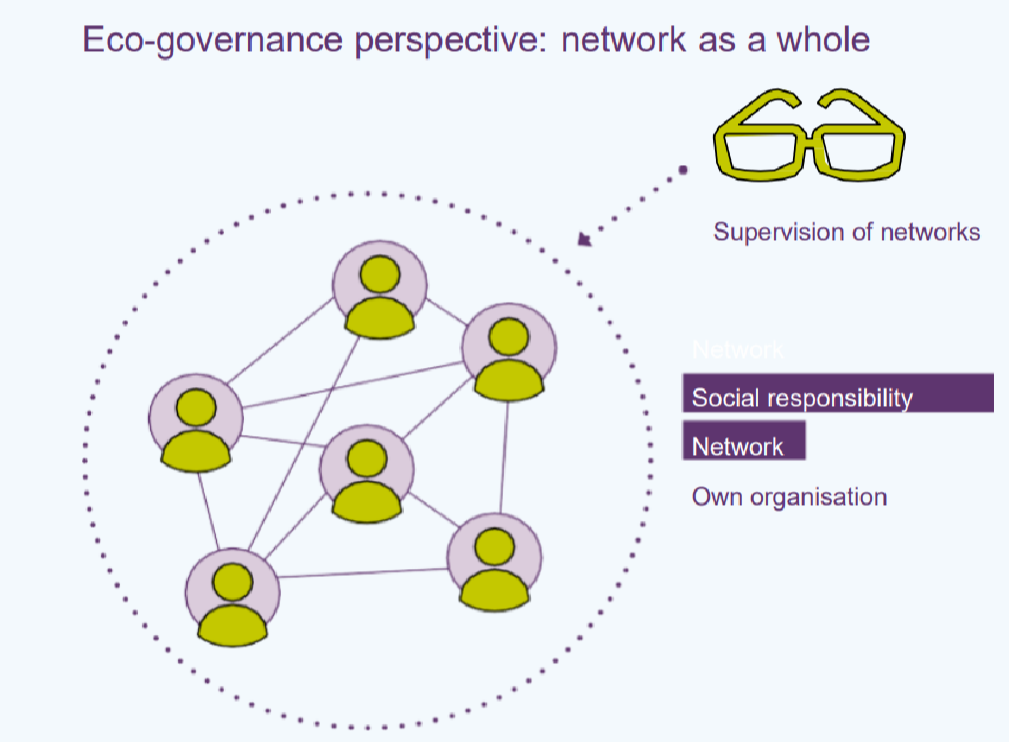 Eco-governance perspective: network as a whole
Supervision of networks
Network
Social responsibility
Network
Own organisation